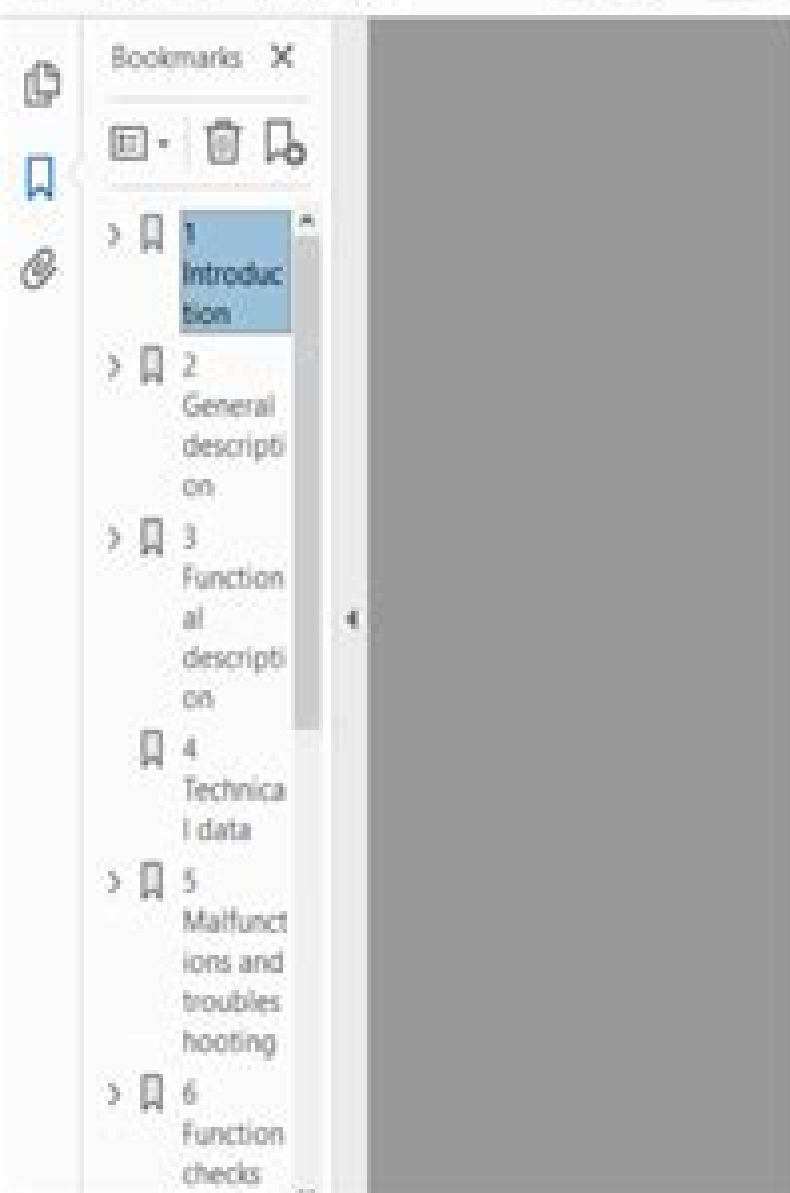 Bookmarks
1
Introduc
tion
2
General
descripti
on
3
Function
al
descripti
on
4
Technica
l data
5
Malfunct
ions and
troubles
hooting
6
Function
checks